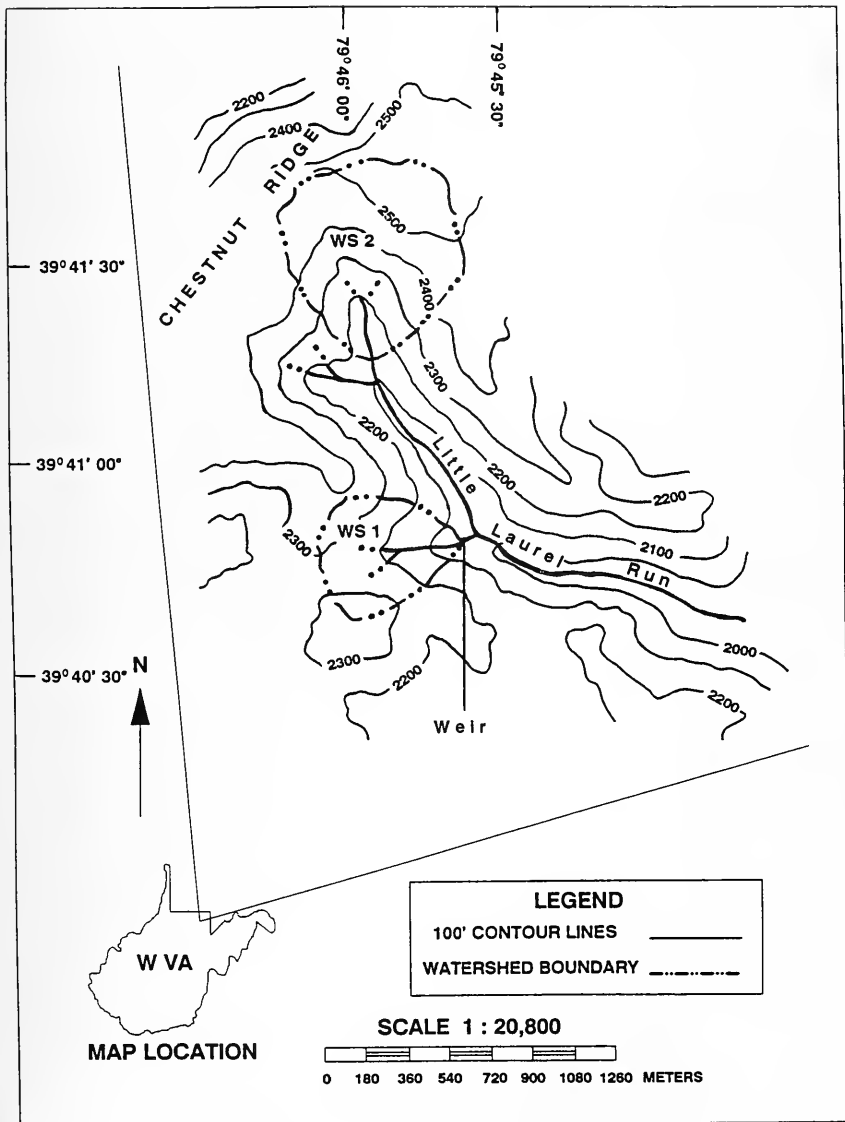 79° 46' 00"
79° 45' 30"
2200
2400
2500
CHESTNUT RIDGE
2500
WS 2
39° 41' 30"
2400
2300
2200
39° 41' 00"
2200
2200
WS 1
2300
2100
Little Laurel Run
2000
2300
2200
2200
39° 40' 30"
N
Weir
W VA
MAP LOCATION
LEGEND
100' CONTOUR LINES
WATERSHED BOUNDARY
SCALE 1 : 20,800
0 180 360 540 720 900 1080 1260 METERS